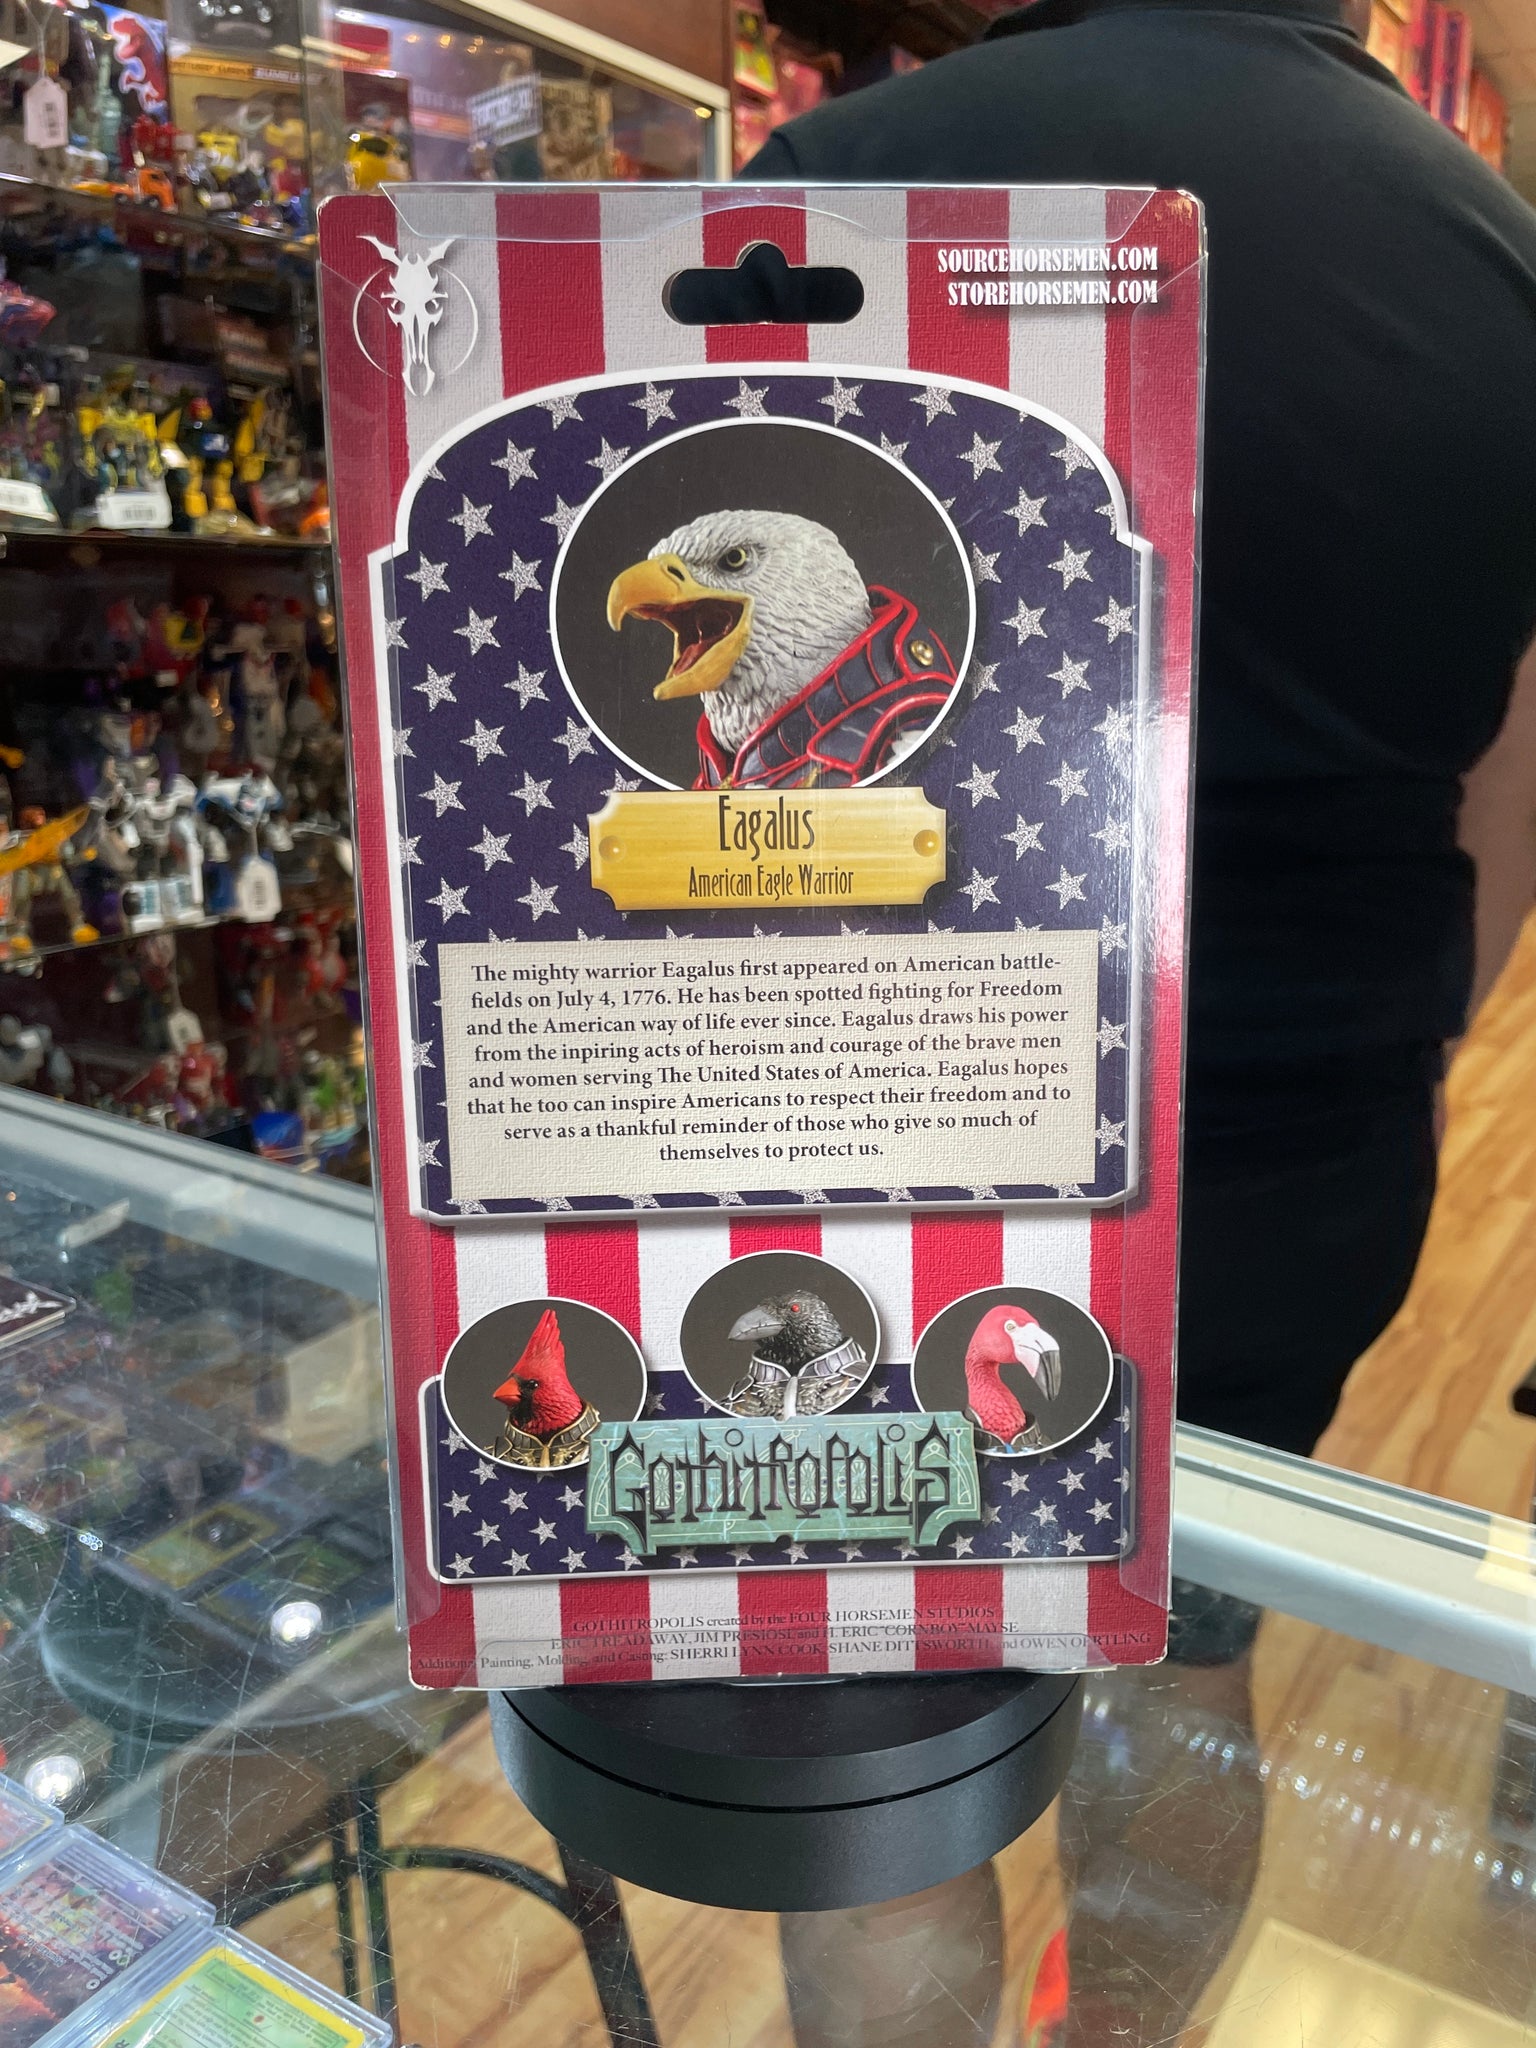 SOURCEHORSEMEN.COM
STOREHORSEMEN.COM
Eagalus
American Eagle Warrior
The mighty warrior Eagalus first appeared on American battle-
fields on July 4, 1776. He has been spotted fighting for Freedom
and the American way of life ever since. Eagalus draws his power
from the inpiring acts of heroism and courage of the brave men
and women serving The United States of America. Eagalus hopes
that he too can inspire Americans to respect their freedom and to
serve as a thankful reminder of those who give so much of
themselves to protect us.
GOTHITROPOLIS
GOTHITROPOLIS created by the FOUR HORSEMEN STUDIOS
ERIC TREADAWAY, JIM PREZIOSI, and H. ERIC "CORNBOY" MAYSE
Additional Painting, Molding, and Casting: SHERRI LYNN COOK, SHANE DITTSWORTH, and OWEN OERTLING